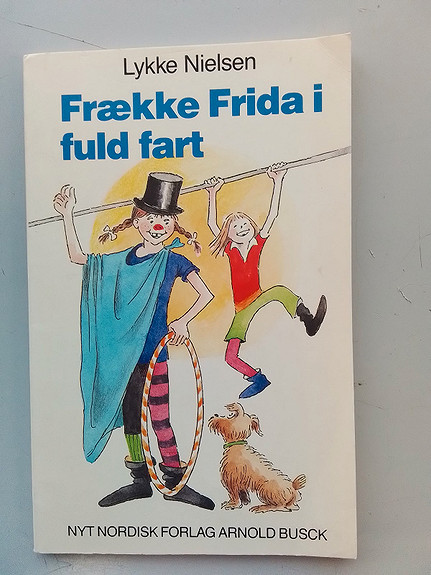 Lykke Nielsen
Frække Frida i
fuld fart
NYT NORDISK FORLAG ARNOLD BUSCK